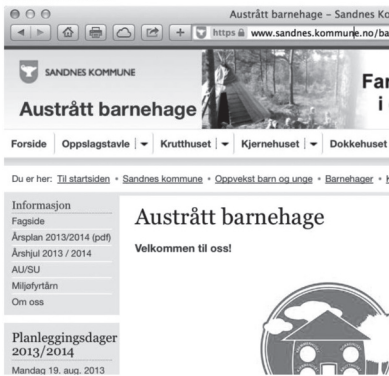 Austrått barnehage – Sandnes Ko
https www.sandnes.kommune.no/ba
SANDNES KOMMUNE
Austrått barnehage
Far
i
Forside Oppslagstavle Krutthuset Kjernehuset Dokkehuset
Du er her: Til startsiden • Sandnes kommune • Oppvekst barn og unge • Barnehager •
Informasjon
Fagside
Årsplan 2013/2014 (pdf)
Årshjul 2013 / 2014
AU/SU
Miljøfyrtårn
Om oss
Austrått barnehage
Velkommen til oss!
Planleggingsdager
2013/2014
Mandag 19. aug. 2013